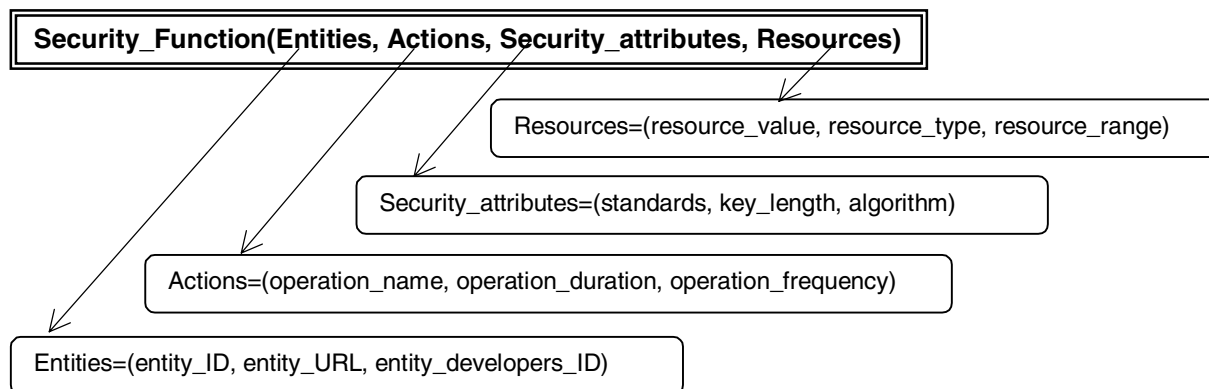 Security_Function(Entities, Actions, Security_attributes, Resources)
Resources=(resource_value, resource_type, resource_range)
Security_attributes=(standards, key_length, algorithm)
Actions=(operation_name, operation_duration, operation_frequency)
Entities=(entity_ID, entity_URL, entity_developers_ID)